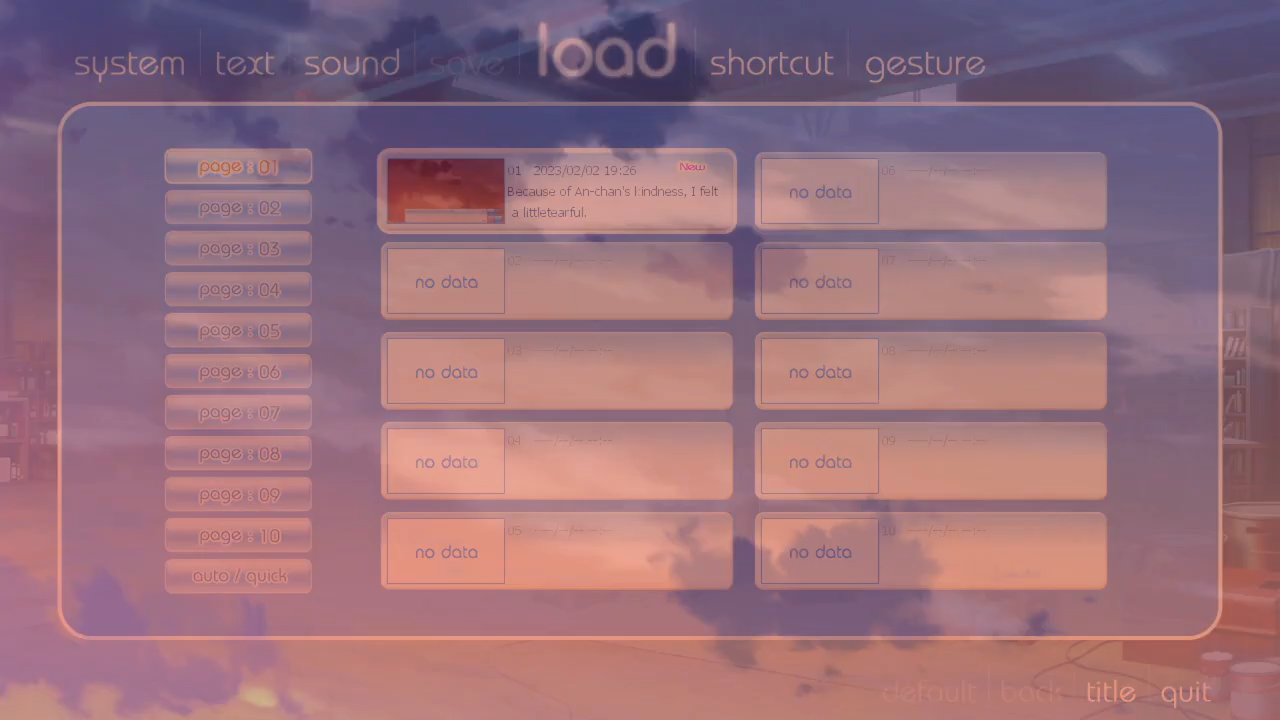 system
text
sound
save
load
shortcut
gesture
page : 01
page : 02
page : 03
page : 04
page : 05
page : 06
page : 07
page : 08
page : 09
page : 10
auto / quick
01 2023/02/02 19:26 New
Because of An-chan's kindness, I felt
a littletearful.
02 ----/--/-- --:--
no data
03 ----/--/-- --:--
no data
04 ----/--/-- --:--
no data
05 ----/--/-- --:--
no data
06 ----/--/-- --:--
no data
07 ----/--/-- --:--
no data
08 ----/--/-- --:--
no data
09 ----/--/-- --:--
no data
10 ----/--/-- --:--
no data
default
back
title
quit